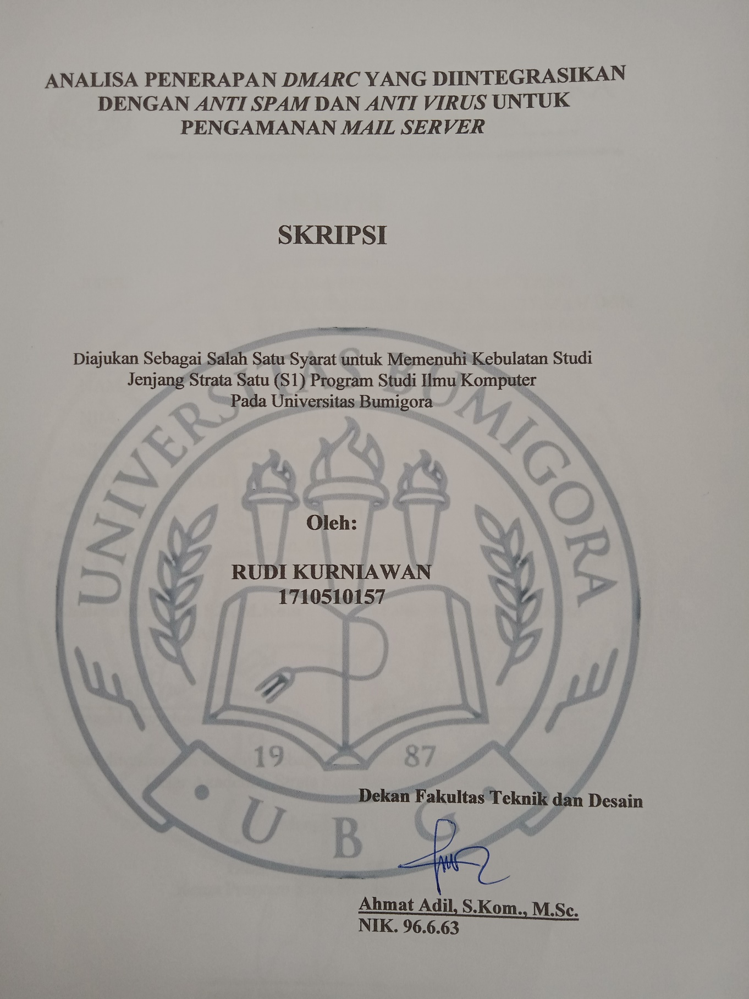 ANALISA PENERAPAN DMARC YANG DIINTEGRASIKAN
DENGAN ANTI SPAM DAN ANTI VIRUS UNTUK
PENGAMANAN MAIL SERVER
SKRIPSI
Diajukan Sebagai Salah Satu Syarat untuk Memenuhi Kebulatan Studi
Jenjang Strata Satu (S1) Program Studi Ilmu Komputer
Pada Universitas Bumigora
UNIVERSITAS BUMIGORA
Oleh:
RUDI KURNIAWAN
1710510157
19 87
U B G
Dekan Fakultas Teknik dan Desain
Ahmat Adil, S.Kom., M.Sc.
NIK. 96.6.63